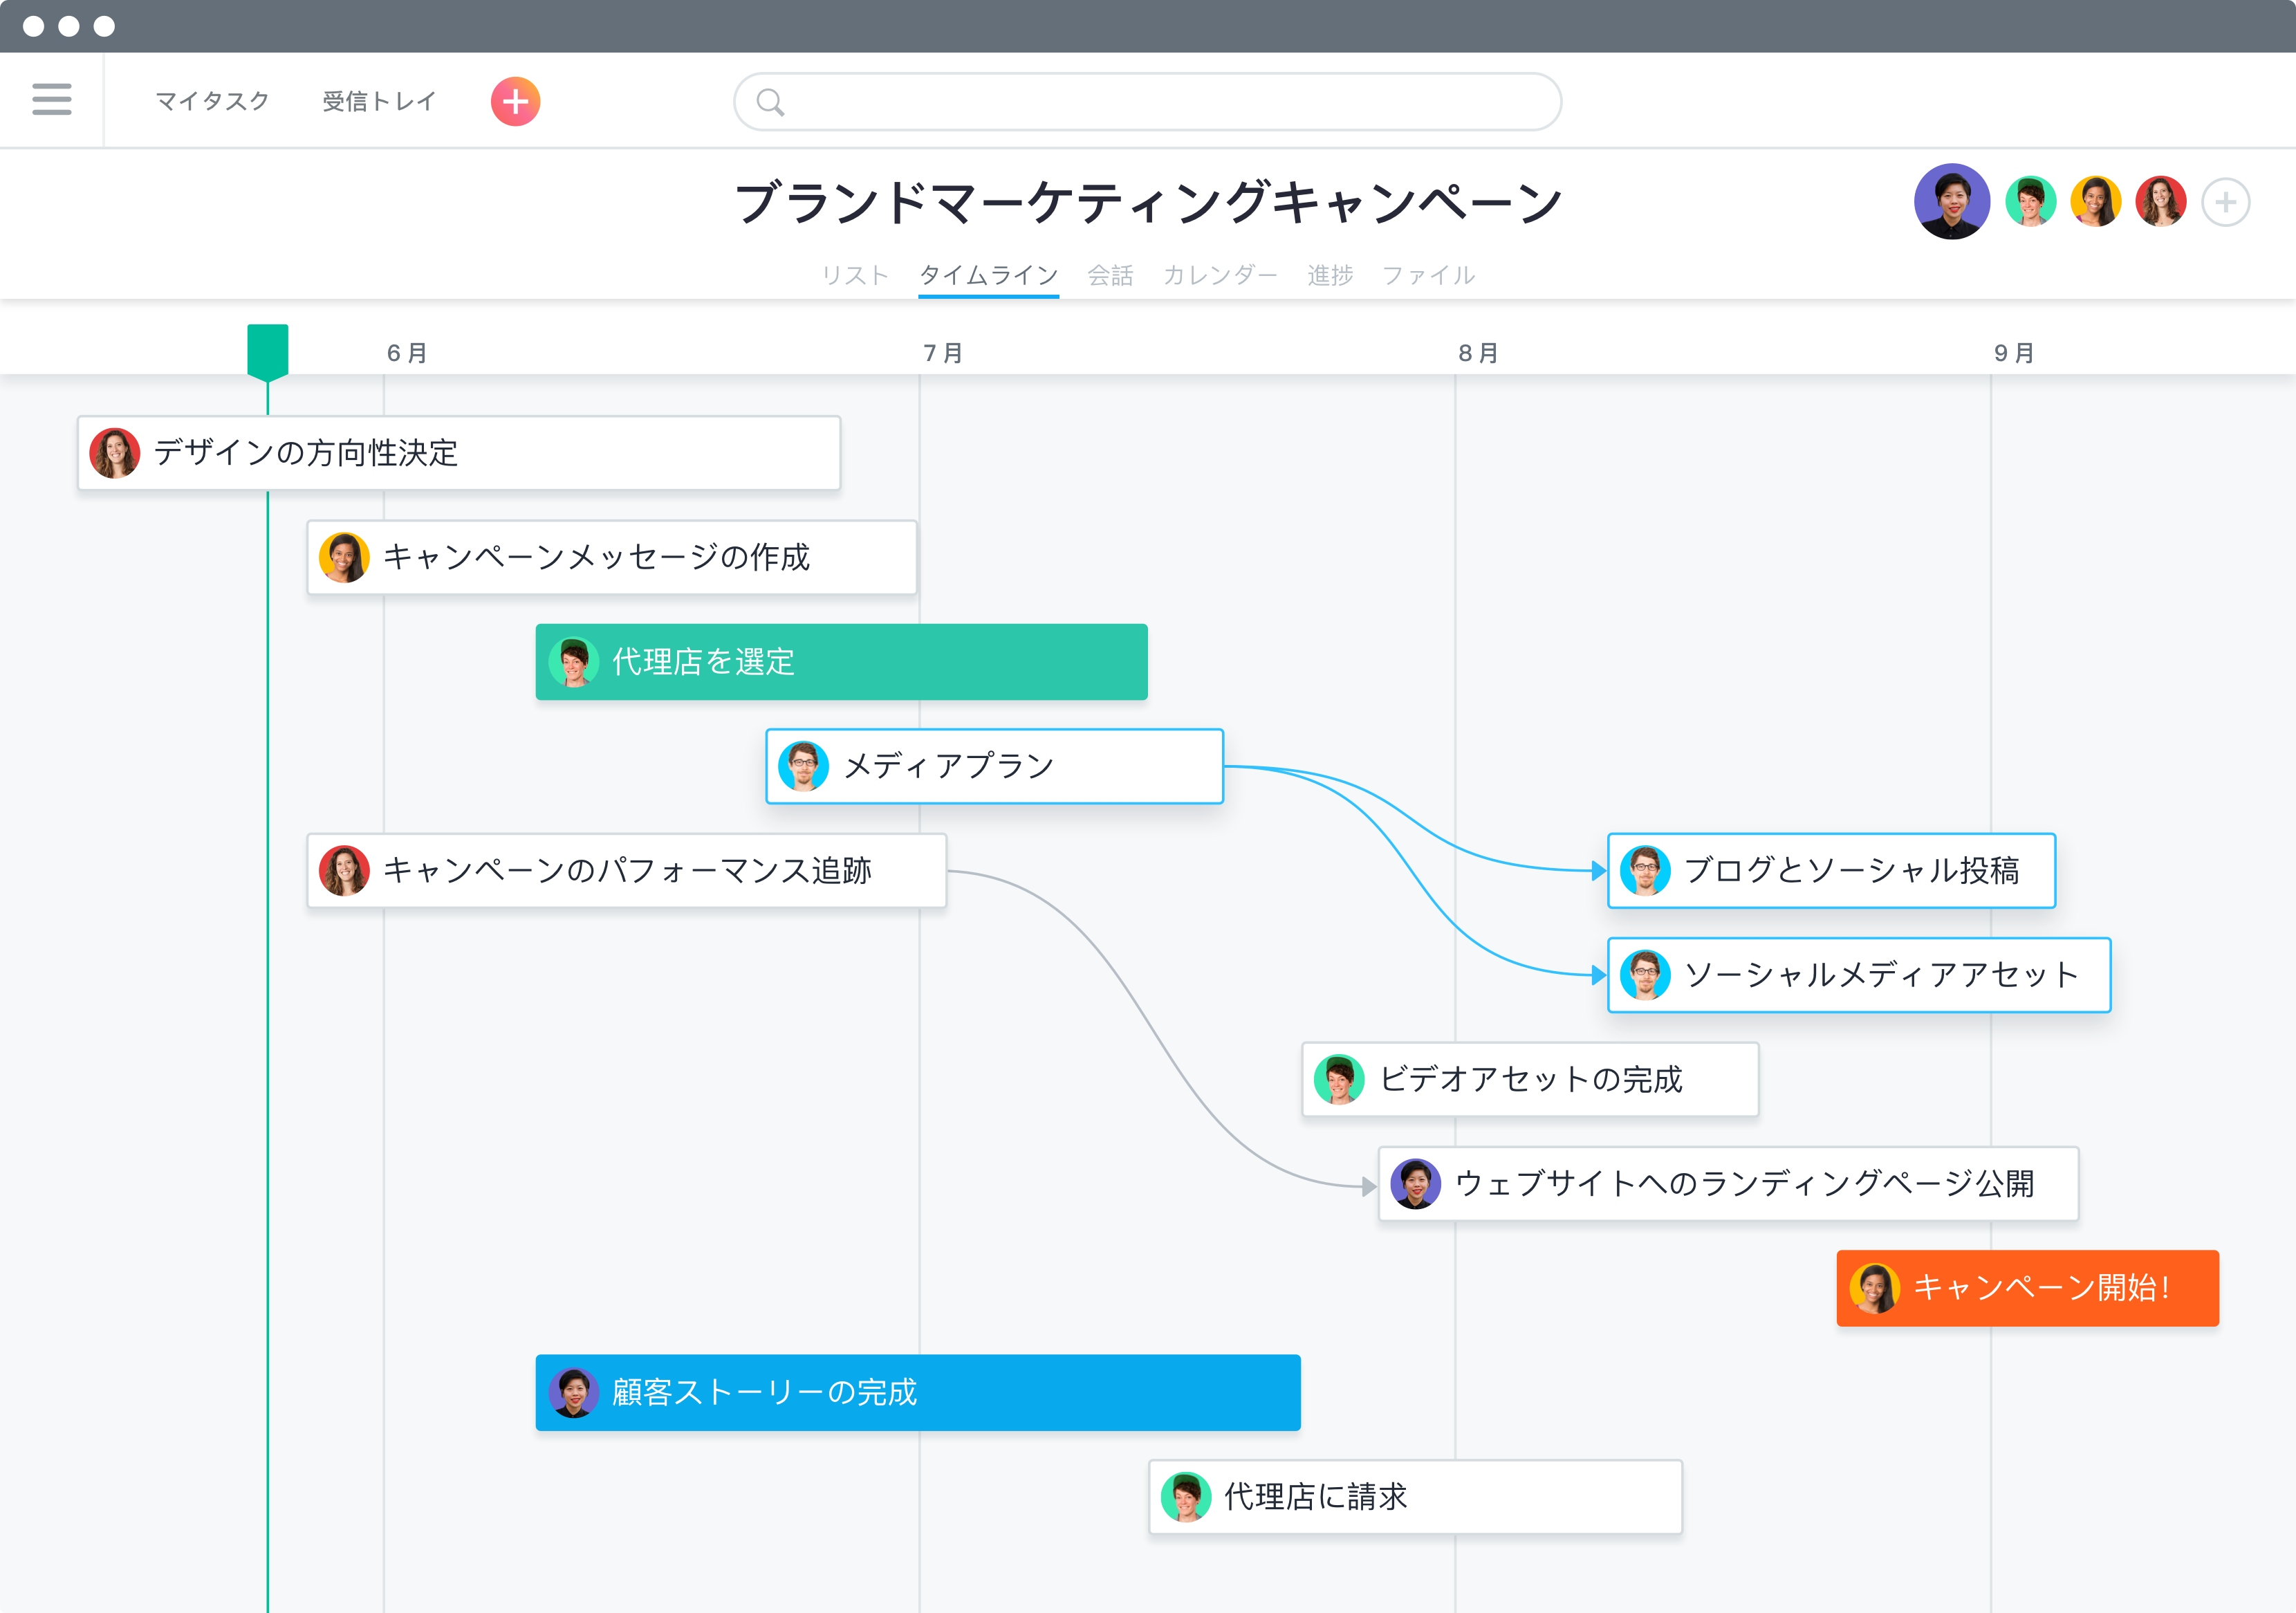 マイタスク 受信トレイ
ブランドマーケティングキャンペーン
リスト タイムライン 会話 カレンダー 進捗 ファイル
6 月 7 月 8 月 9 月
デザインの方向性決定
キャンペーンメッセージの作成
代理店を選定
メディアプラン
キャンペーンのパフォーマンス追跡
ブログとソーシャル投稿
ソーシャルメディアアセット
ビデオアセットの完成
ウェブサイトへのランディングページ公開
キャンペーン開始!
顧客ストーリーの完成
代理店に請求